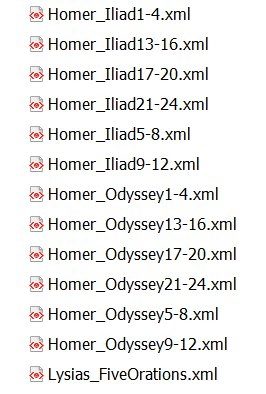 Homer_Iliad1-4.xml
Homer_Iliad13-16.xml
Homer_Iliad17-20.xml
Homer_Iliad21-24.xml
Homer_Iliad5-8.xml
Homer_Iliad9-12.xml
Homer_Odyssey1-4.xml
Homer_Odyssey13-16.xml
Homer_Odyssey17-20.xml
Homer_Odyssey21-24.xml
Homer_Odyssey5-8.xml
Homer_Odyssey9-12.xml
Lysias_FiveOrations.xml